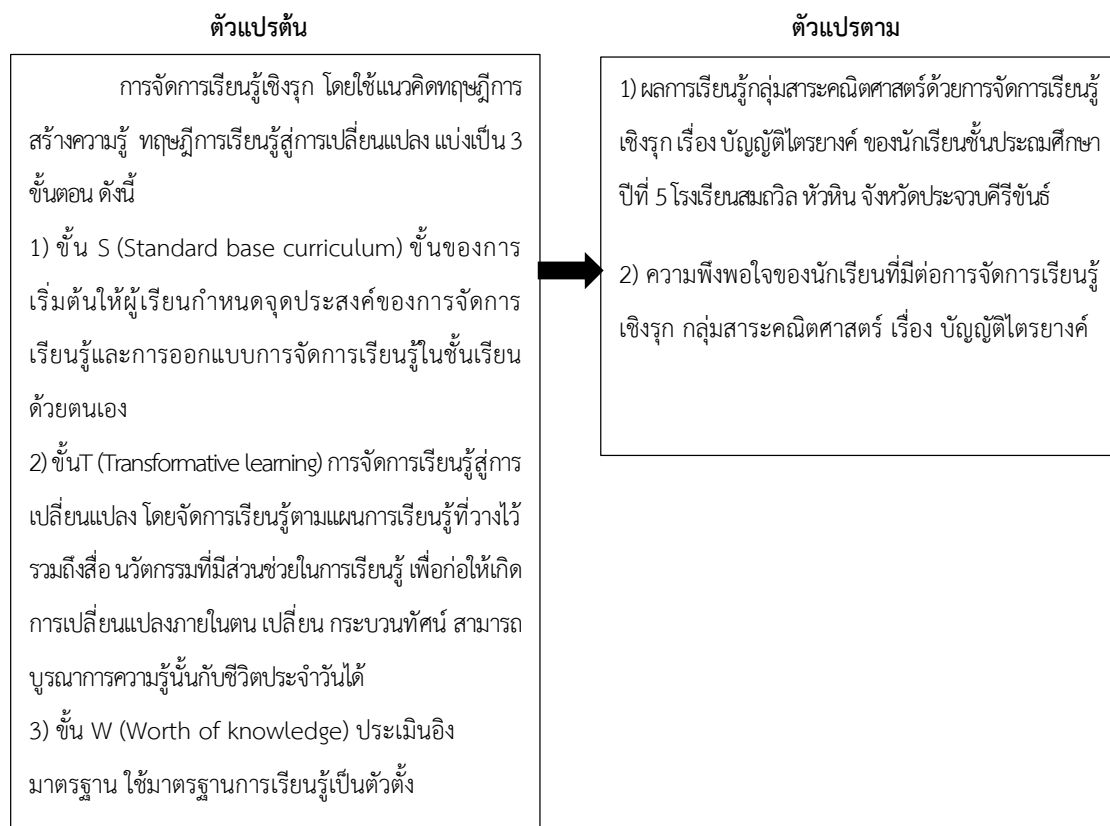 ตัวแปรต้น
การจัดการเรียนรู้เชิงรุก โดยใช้แนวคิดทฤษฎีการ
สร้างความรู้ ทฤษฎีการเรียนรู้สู่การเปลี่ยนแปลง แบ่งเป็น 3
ขั้นตอน ดังนี้
1) ขั้น S (Standard base curriculum) ขั้นของการ
เริ่มต้นให้ผู้เรียนกำหนดจุดประสงค์ของการจัดการ
เรียนรู้และการออกแบบการจัดการเรียนรู้ในชั้นเรียน
ด้วยตนเอง
2) ขั้นT (Transformative learning) การจัดการเรียนรู้สู่การ
เปลี่ยนแปลง โดยจัดการเรียนรู้ตามแผนการเรียนรู้ที่วางไว้
รวมถึงสื่อ นวัตกรรมที่มีส่วนช่วยในการเรียนรู้ เพื่อก่อให้เกิด
การเปลี่ยนแปลงภายในตน เปลี่ยน กระบวนทัศน์ สามารถ
บูรณาการความรู้นั้นกับชีวิตประจำวันได้
3) ขั้น W (Worth of knowledge) ประเมินอิง
มาตรฐาน ใช้มาตรฐานการเรียนรู้เป็นตัวตั้ง
ตัวแปรตาม
1) ผลการเรียนรู้กลุ่มสาระคณิตศาสตร์ด้วยการจัดการเรียนรู้
เชิงรุก เรื่อง บัญญัติไตรยางค์ ของนักเรียนชั้นประถมศึกษา
ปีที่ 5 โรงเรียนสมถวิล หัวหิน จังหวัดประจวบคีรีขันธ์
2) ความพึงพอใจของนักเรียนที่มีต่อการจัดการเรียนรู้
เชิงรุก กลุ่มสาระคณิตศาสตร์ เรื่อง บัญญัติไตรยางค์